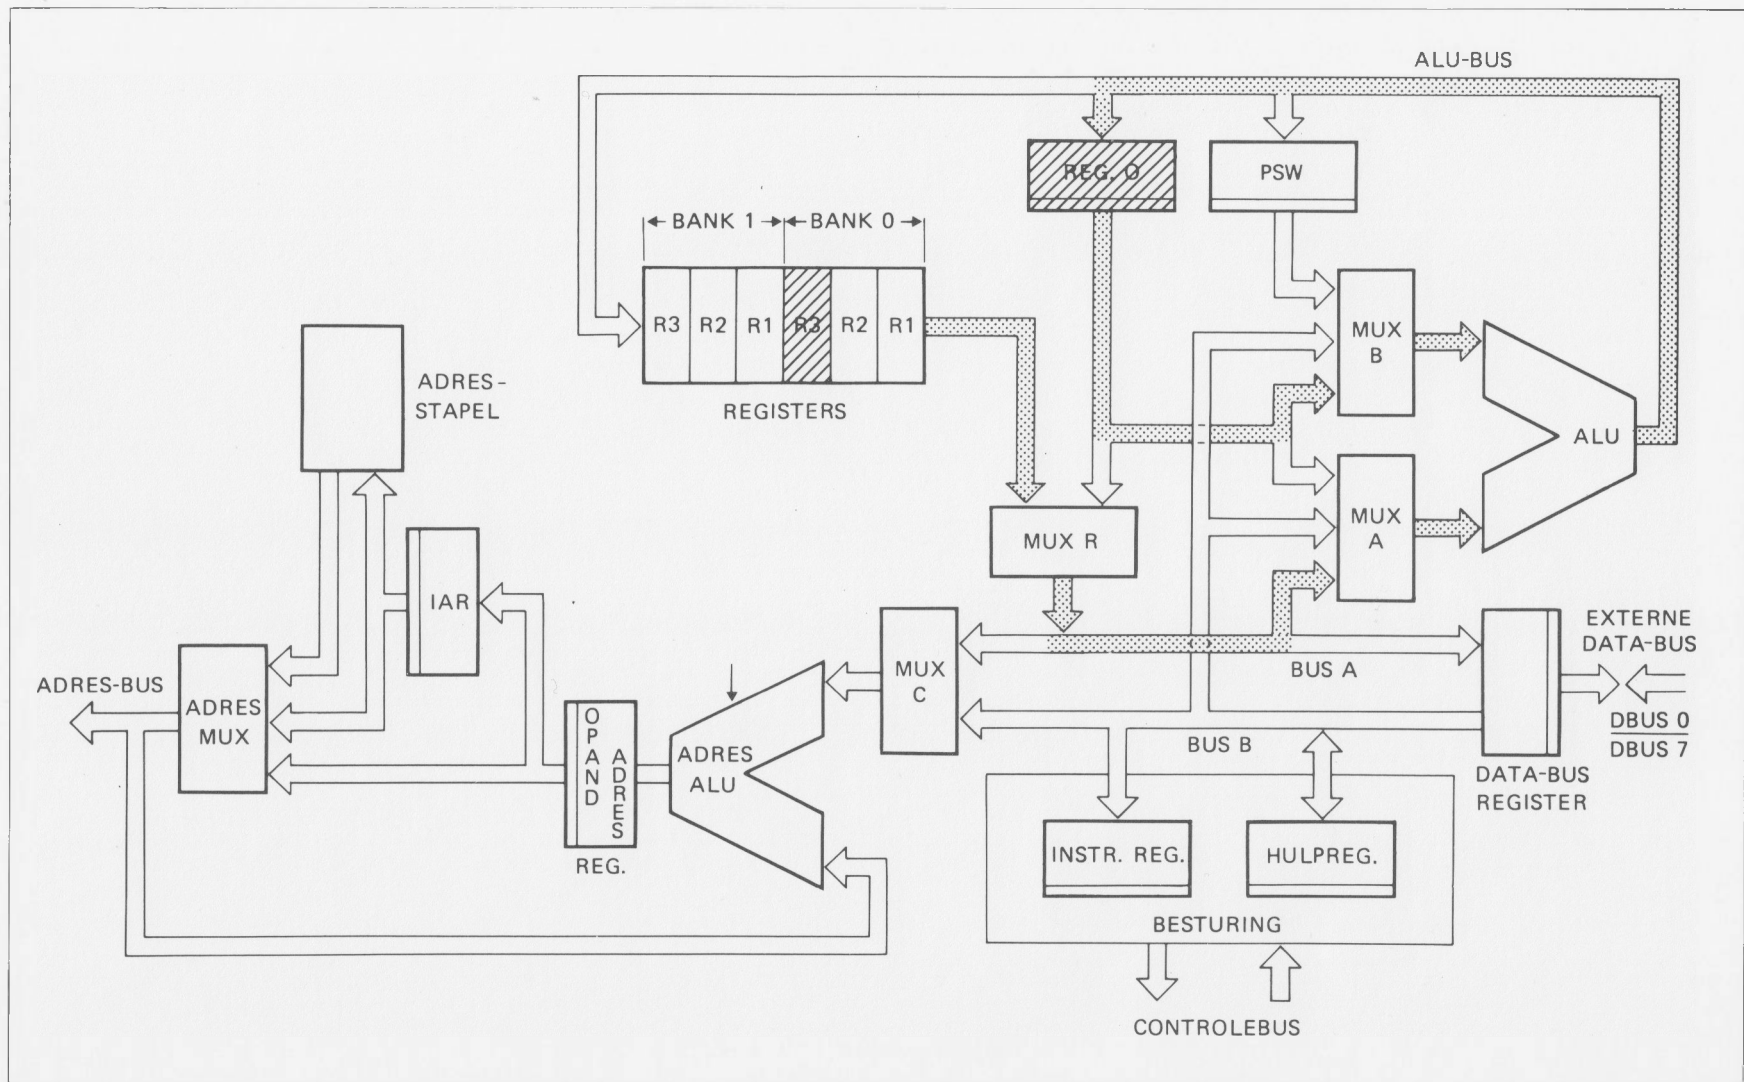 ALU-BUS
REG. O
PSW
BANK 1
BANK 0
R3
R2
R1
R3
R2
R1
REGISTERS
MUX
B
ALU
MUX
A
MUX R
ADRES-
STAPEL
IAR
ADRES-BUS
ADRES
MUX
OPAND
ADRES
REG.
ADRES
ALU
MUX
C
BUS A
BUS B
EXTERNE
DATA-BUS
DBUS 0
DBUS 7
DATA-BUS
REGISTER
INSTR. REG.
HULPREG.
BESTURING
CONTROLEBUS